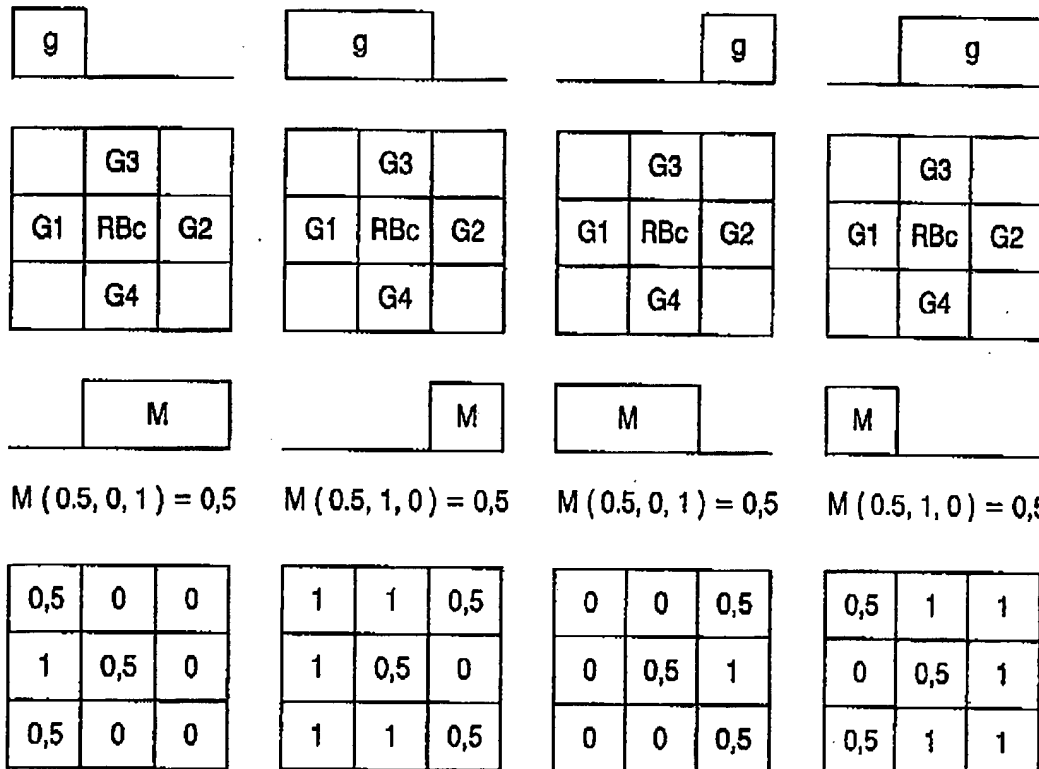 g g g g
G3 G3 G3 G3
G1 RBc G2 G1 RBc G2 G1 RBc G2 G1 RBc G2
G4 G4 G4 G4
M M M M
M ( 0.5, 0, 1 ) = 0,5 M ( 0.5, 1, 0 ) = 0,5 M ( 0.5, 0, 1 ) = 0,5 M ( 0.5, 1, 0 ) = 0,5
0,5 0 0 1 1 0,5 0 0 0,5 0,5 1 1
1 0,5 0 1 0,5 0 0 0,5 1 0 0,5 1
0,5 0 0 1 1 0,5 0 0 0,5 0,5 1 1